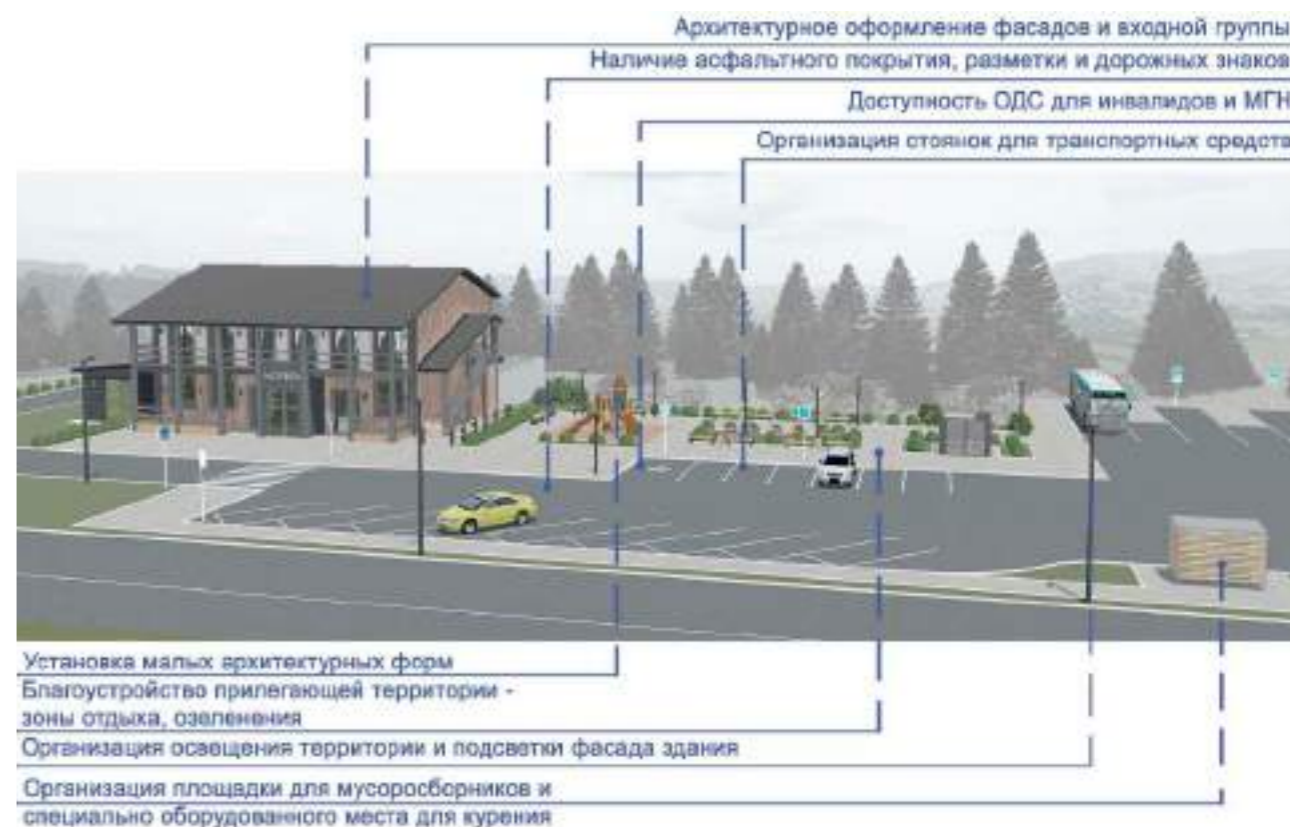 Архитектурное оформление фасадов и входной группы
Наличие асфальтного покрытия, разметки и дорожных знаков
Доступность ОДС для инвалидов и МГН
Организация стоянок для транспортных средств
Установка малых архитектурных форм
Благоустройство прилегающей территории -
зоны отдыха, озеленения
Организация освещения территории и подсветки фасада здания
Организация площадки для мусоросборников и
специально оборудованного места для курения